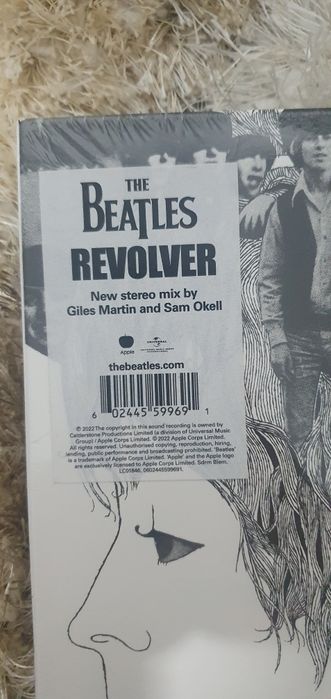 THE
BEATLES
REVOLVER
New stereo mix by
Giles Martin and Sam Okell
Apple
UNIVERSAL
thebeatles.com
6 02445 59969 1
℗ 2022 The copyright in this sound recording is owned by
Calderstone Productions Limited (a division of Universal Music
Group) / Apple Corps Limited. © 2022 Apple Corps Limited.
All rights reserved. Unauthorised copying, reproduction, hiring,
lending, public performance and broadcasting prohibited. 'Beatles'
is a trademark of Apple Corps Limited. 'Apple' and the Apple logo
are exclusively licensed to Apple Corps Limited. Sdrm Biem.
LC01846. 0602445599691.